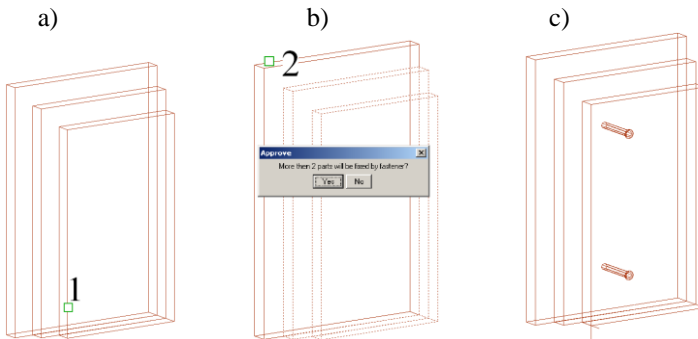 a)
b)
c)
1
2
Approve
More then 2 parts will be fixed by fastener?
Yes
No